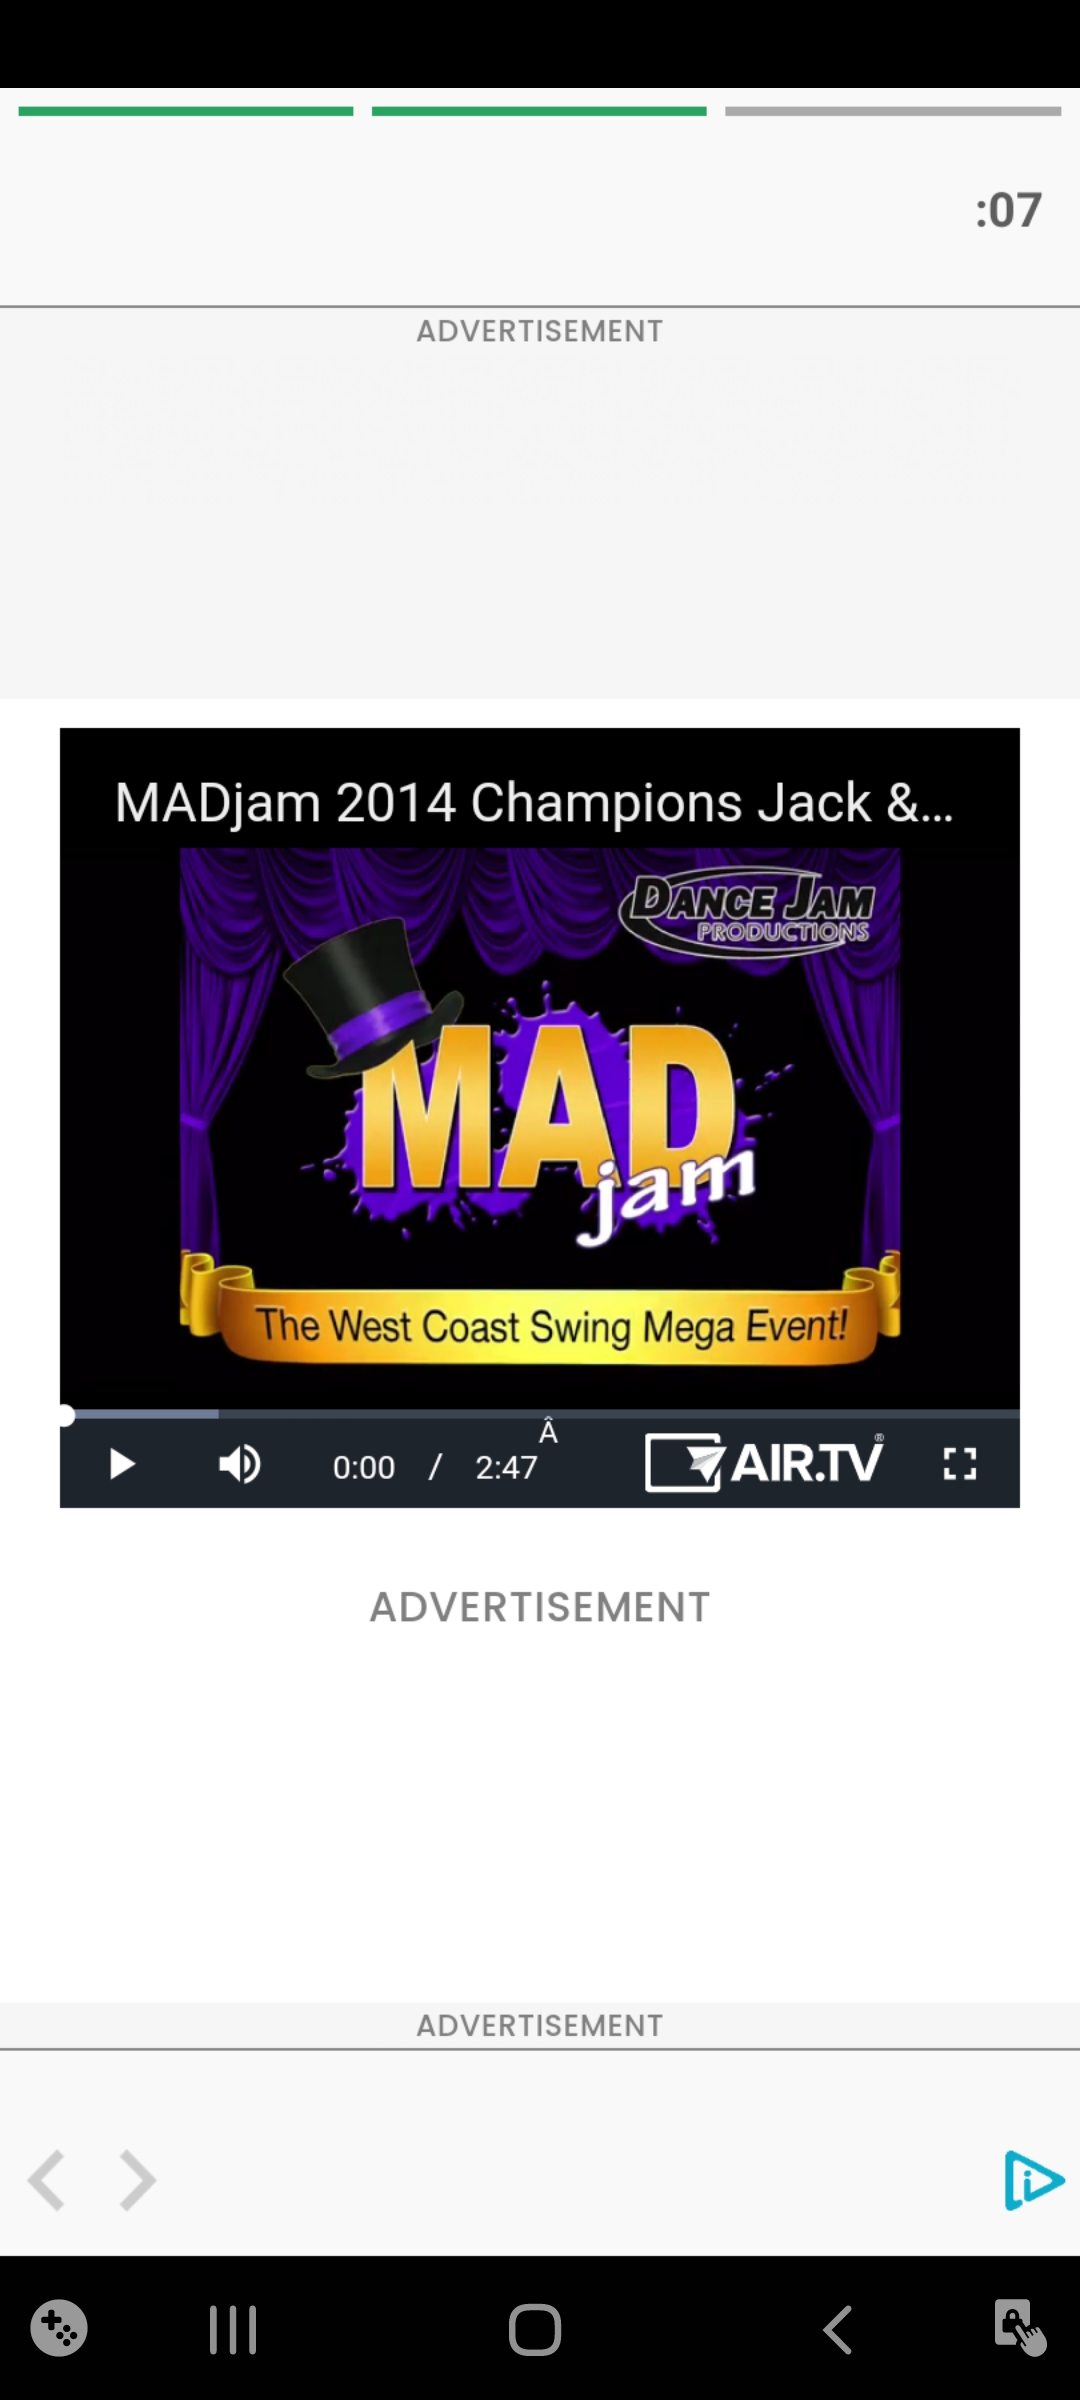 :07
ADVERTISEMENT
MADjam 2014 Champions Jack &...
DANCE JAM
PRODUCTIONS
MAD
jam
The West Coast Swing Mega Event!
Â
0:00 / 2:47
AIR.TV®
ADVERTISEMENT
ADVERTISEMENT